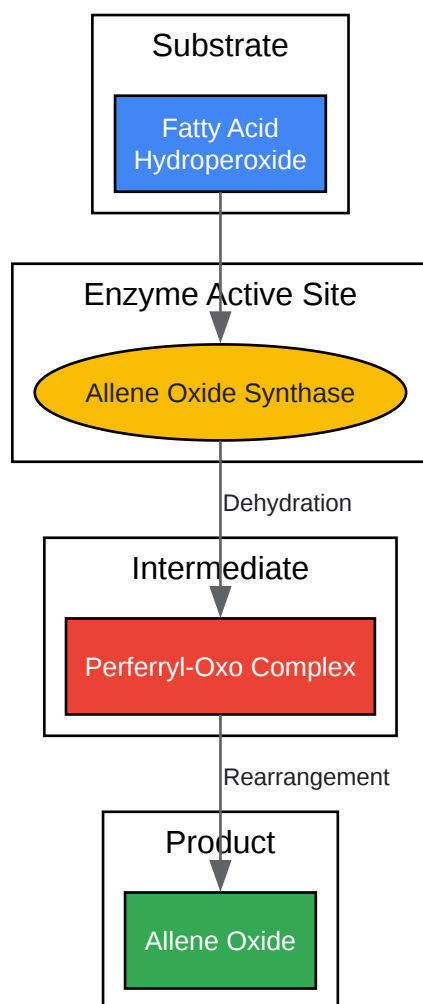 Substrate
Fatty Acid
Hydroperoxide
Enzyme Active Site
Allene Oxide Synthase
Dehydration
Intermediate
Perferryl-Oxo Complex
Rearrangement
Product
Allene Oxide